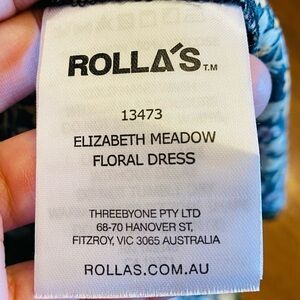 ROLLA'S TM
13473
ELIZABETH MEADOW
FLORAL DRESS
THREEBYONE PTY LTD
68-70 HANOVER ST,
FITZROY, VIC 3065 AUSTRALIA
ROLLAS.COM.AU